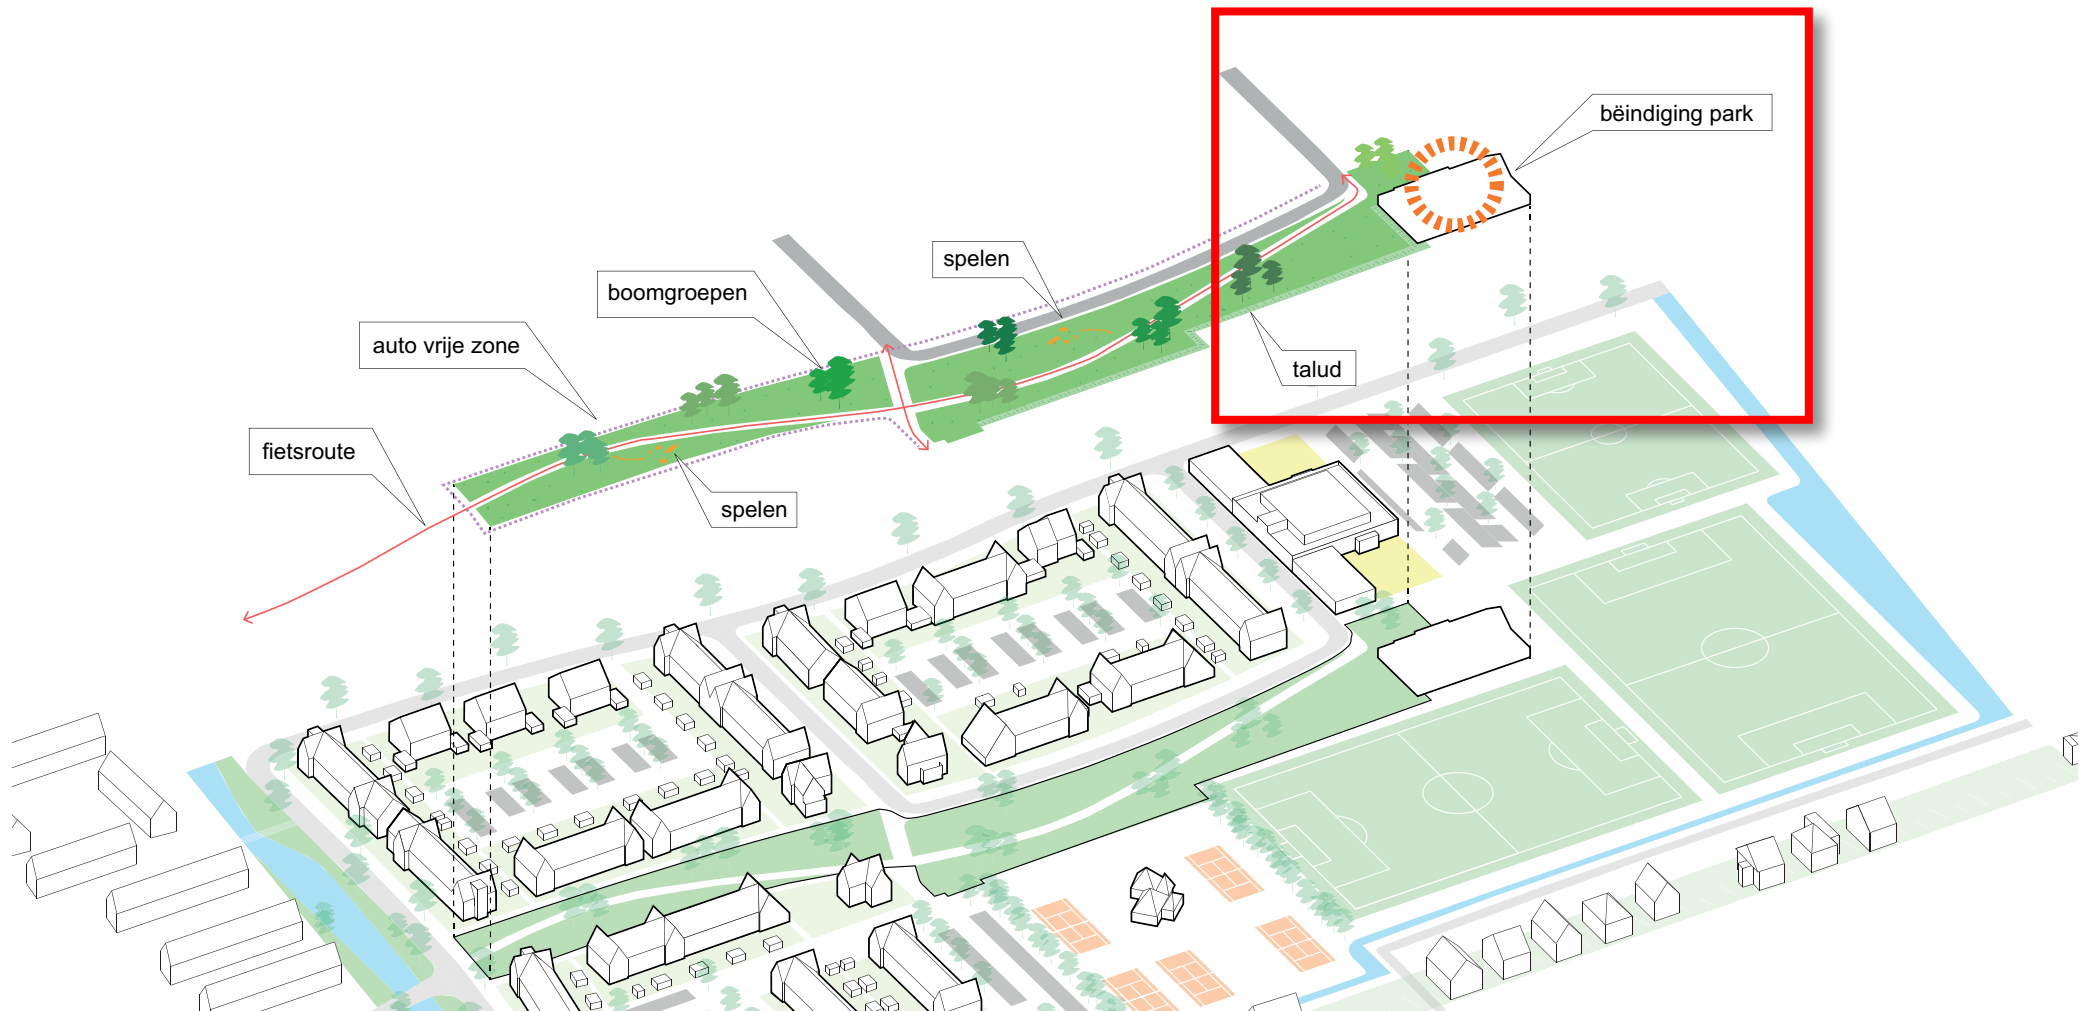 bëindiging park
spelen
boomgroepen
auto vrije zone
talud
fietsroute
spelen